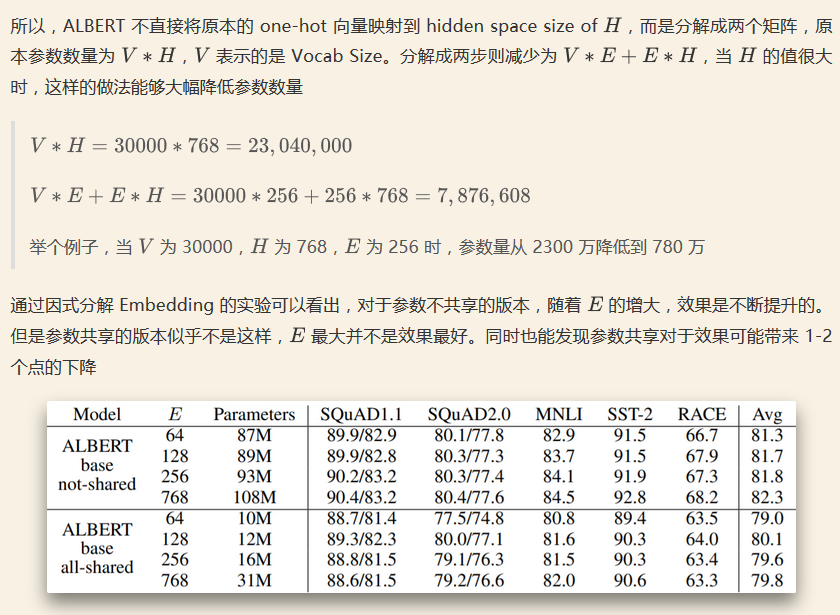 所以，ALBERT 不直接将原本的 one-hot 向量映射到 hidden space size of H，而是分解成两个矩阵，原
本参数数量为 V ∗ H，V 表示的是 Vocab Size。分解成两步则减少为 V ∗ E + E ∗ H，当 H 的值很大
时，这样的做法能够大幅降低参数数量
V ∗ H = 30000 ∗ 768 = 23,040,000
V ∗ E + E ∗ H = 30000 ∗ 256 + 256 ∗ 768 = 7,876,608
举个例子，当 V 为 30000，H 为 768，E 为 256 时，参数量从 2300 万降低到 780 万
通过因式分解 Embedding 的实验可以看出，对于参数不共享的版本，随着 E 的增大，效果是不断提升的。
但是参数共享的版本似乎不是这样，E 最大并不是效果最好。同时也能发现参数共享对于效果可能带来 1-2
个点的下降
Model E Parameters SQuAD1.1 SQuAD2.0 MNLI SST-2 RACE Avg
ALBERT base not-shared
64 87M 89.9/82.9 80.1/77.8 82.9 91.5 66.7 81.3
128 89M 89.9/82.8 80.3/77.3 83.7 91.5 67.9 81.7
256 93M 90.2/83.2 80.3/77.4 84.1 91.9 67.3 81.8
768 108M 90.4/83.2 80.4/77.6 84.5 92.8 68.2 82.3
ALBERT base all-shared
64 10M 88.7/81.4 77.5/74.8 80.8 89.4 63.5 79.0
128 12M 89.3/82.3 80.0/77.1 81.6 90.3 64.0 80.1
256 16M 88.8/81.5 79.1/76.3 81.5 90.3 63.4 79.6
768 31M 88.6/81.5 79.2/76.6 82.0 90.6 63.3 79.8